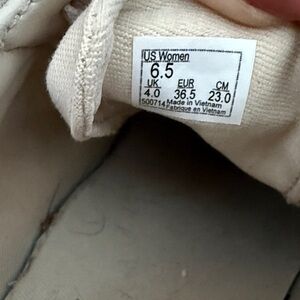 US Women
6.5
UK EUR CM
4.0 36.5 23.0
500714 Made in Vietnam
Fabriqué en Vietnam